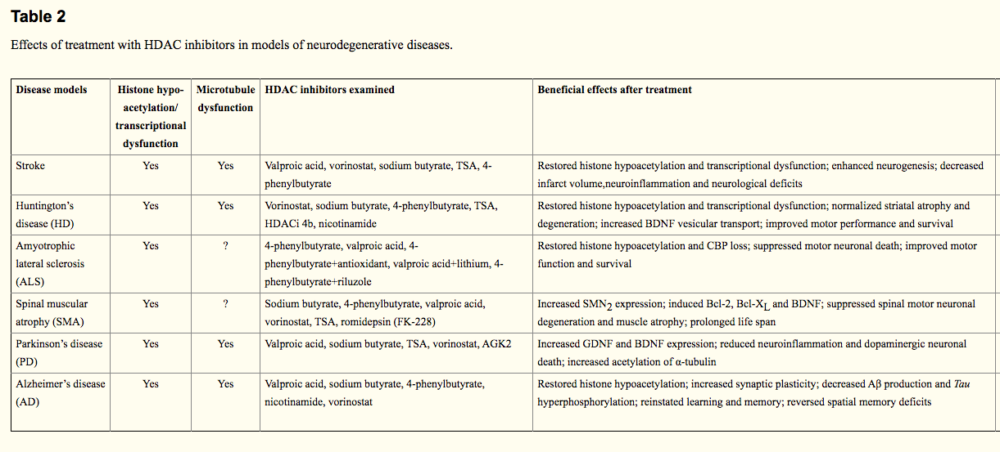 Table 2
Effects of treatment with HDAC inhibitors in models of neurodegenerative diseases.
Disease models
Histone hypo-
acetylation/
transcriptional
dysfunction
Microtubule
dysfunction
HDAC inhibitors examined
Beneficial effects after treatment
Stroke
Yes
Yes
Valproic acid, vorinostat, sodium butyrate, TSA, 4-
phenylbutyrate
Restored histone hypoacetylation and transcriptional dysfunction; enhanced neurogenesis; decreased
infarct volume,neuroinflammation and neurological deficits
Huntington's
disease (HD)
Yes
Yes
Vorinostat, sodium butyrate, 4-phenylbutyrate, TSA,
HDACi 4b, nicotinamide
Restored histone hypoacetylation and transcriptional dysfunction; normalized striatal atrophy and
degeneration; increased BDNF vesicular transport; improved motor performance and survival
Amyotrophic
lateral sclerosis
(ALS)
Yes
?
4-phenylbutyrate, valproic acid, 4-
phenylbutyrate+antioxidant, valproic acid+lithium, 4-
phenylbutyrate+riluzole
Restored histone hypoacetylation and CBP loss; suppressed motor neuronal death; improved motor
function and survival
Spinal muscular
atrophy (SMA)
Yes
?
Sodium butyrate, 4-phenylbutyrate, valproic acid,
vorinostat, TSA, romidepsin (FK-228)
Increased SMN2 expression; induced Bcl-2, Bcl-XL and BDNF; suppressed spinal motor neuronal
degeneration and muscle atrophy; prolonged life span
Parkinson's disease
(PD)
Yes
Yes
Valproic acid, sodium butyrate, TSA, vorinostat, AGK2
Increased GDNF and BDNF expression; reduced neuroinflammation and dopaminergic neuronal
death; increased acetylation of α-tubulin
Alzheimer's disease
(AD)
Yes
Yes
Valproic acid, sodium butyrate, 4-phenylbutyrate,
nicotinamide, vorinostat
Restored histone hypoacetylation; increased synaptic plasticity; decreased Aβ production and Tau
hyperphosphorylation; reinstated learning and memory; reversed spatial memory deficits